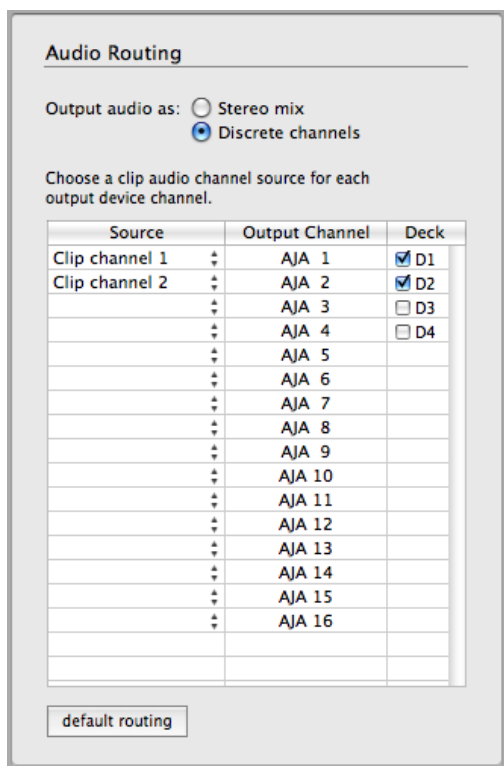 Audio Routing
Output audio as: Stereo mix
Discrete channels
Choose a clip audio channel source for each
output device channel.
Source Output Channel Deck
Clip channel 1 AJA 1 D1
Clip channel 2 AJA 2 D2
AJA 3 D3
AJA 4 D4
AJA 5
AJA 6
AJA 7
AJA 8
AJA 9
AJA 10
AJA 11
AJA 12
AJA 13
AJA 14
AJA 15
AJA 16
default routing